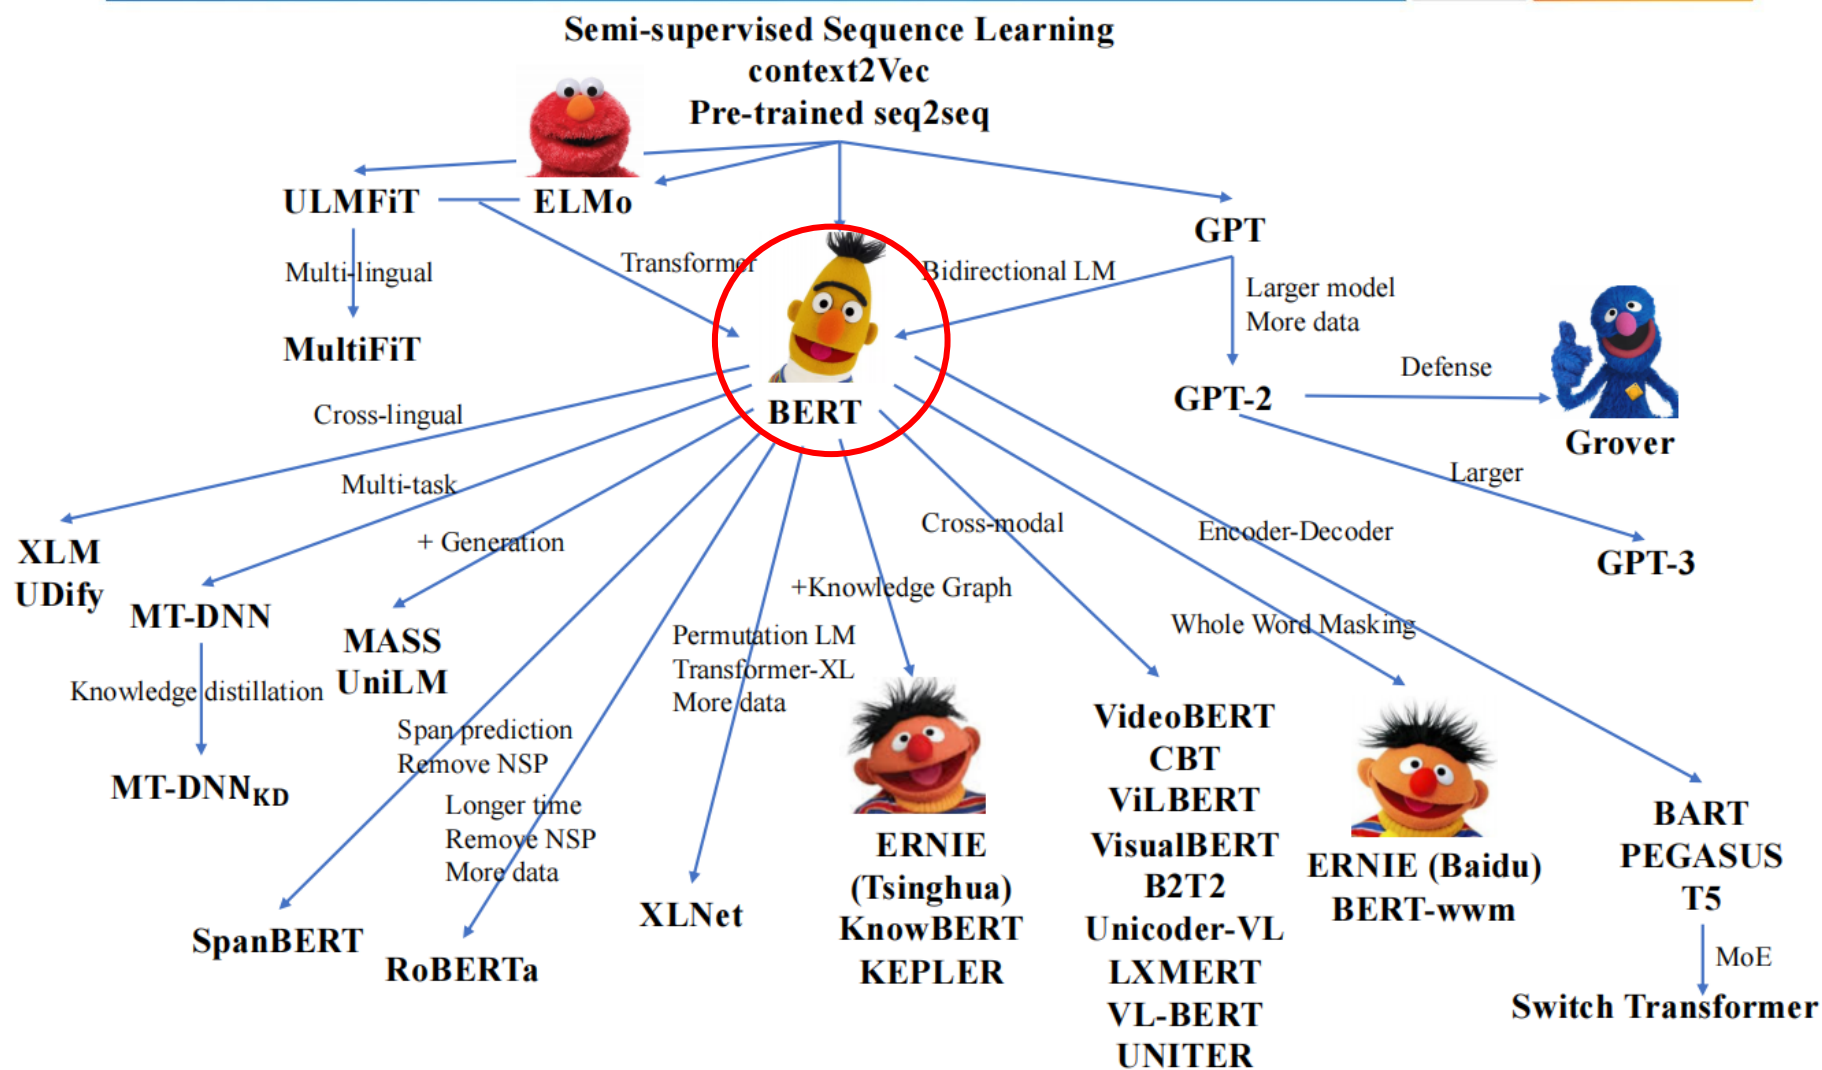 Semi-supervised Sequence Learning
context2Vec
Pre-trained seq2seq
ULMFiT
ELMo
GPT
Multi-lingual
Transformer
Bidirectional LM
Larger model
More data
MultiFiT
BERT
GPT-2
Defense
Grover
Cross-lingual
Larger
Multi-task
+ Generation
Cross-modal
Encoder-Decoder
GPT-3
XLM
UDify
MT-DNN
+Knowledge Graph
Whole Word Masking
MASS
UniLM
Permutation LM
Transformer-XL
More data
Knowledge distillation
Span prediction
Remove NSP
MT-DNN_KD
Longer time
Remove NSP
More data
SpanBERT
RoBERTa
XLNet
ERNIE
(Tsinghua)
KnowBERT
KEPLER
VideoBERT
CBT
ViLBERT
VisualBERT
B2T2
Unicoder-VL
LXMERT
VL-BERT
UNITER
ERNIE (Baidu)
BERT-wwm
BART
PEGASUS
T5
MoE
Switch Transformer